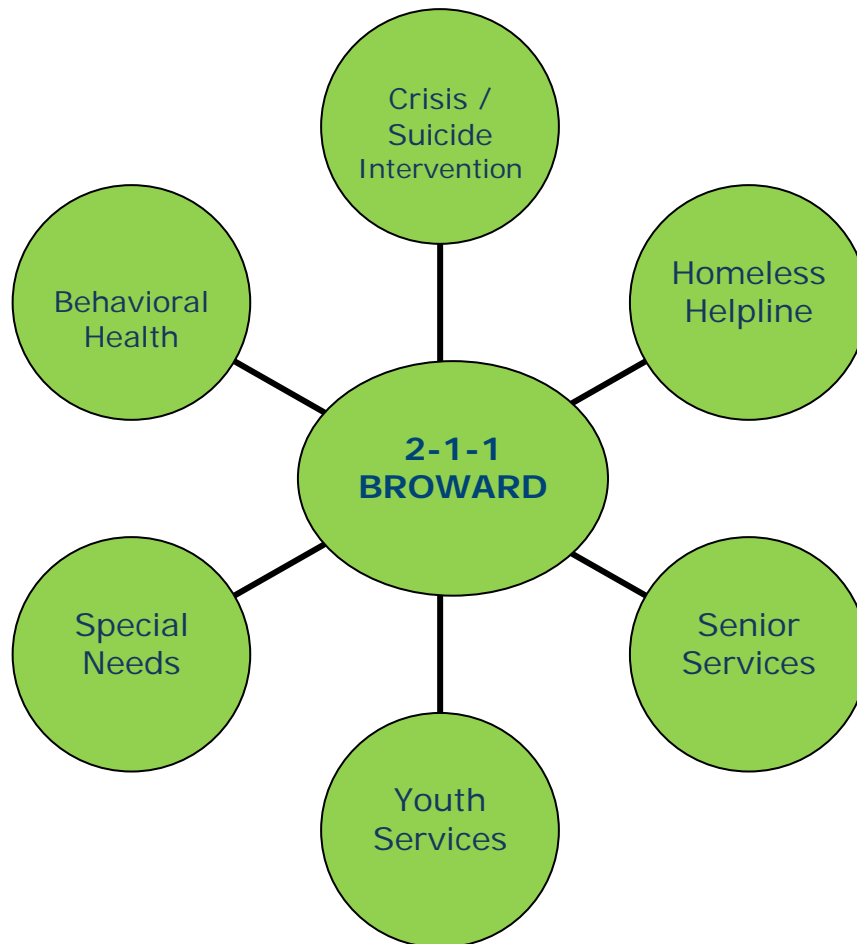 Crisis /
Suicide
Intervention
Homeless
Helpline
Behavioral
Health
2-1-1
BROWARD
Special
Needs
Senior
Services
Youth
Services